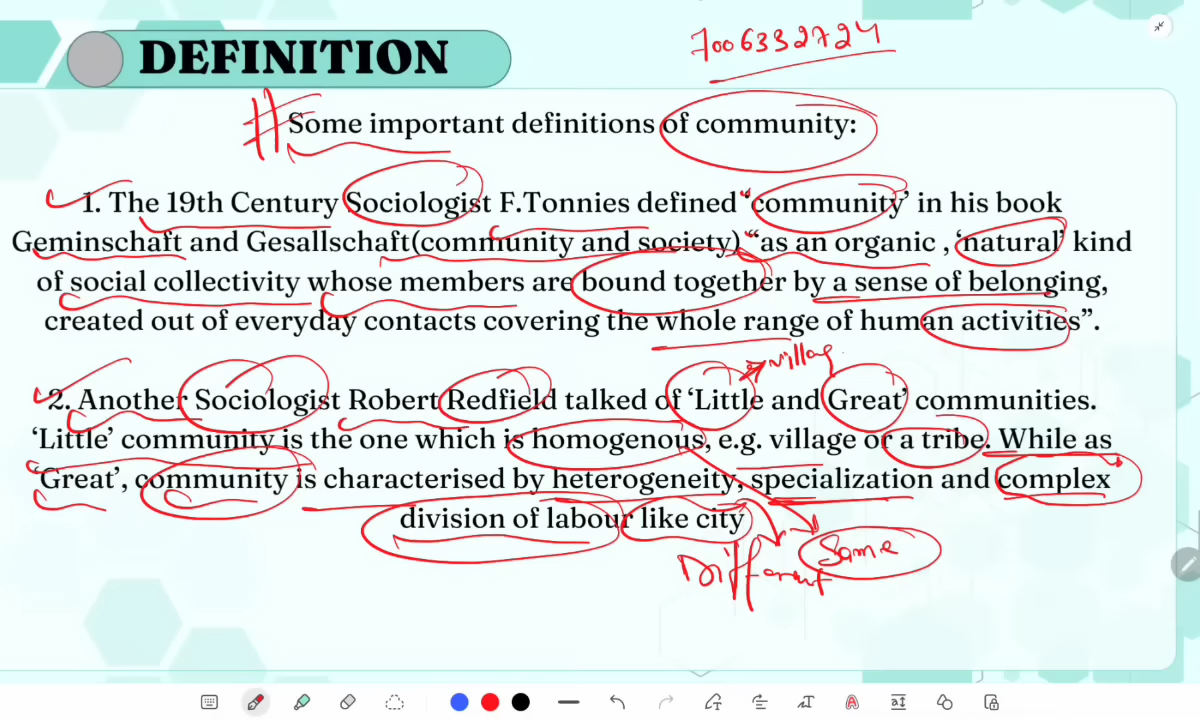 DEFINITION
7006332724
Some important definitions of community:
1. The 19th Century Sociologist F.Tonnies defined “community’ in his book
Geminschaft and Gesallschaft(community and society) “as an organic , ‘natural’ kind
of social collectivity whose members are bound together by a sense of belonging,
created out of everyday contacts covering the whole range of human activities”.
village
2. Another Sociologist Robert Redfield talked of ‘Little and Great’ communities.
‘Little’ community is the one which is homogenous, e.g. village or a tribe. While as
‘Great’, community is characterised by heterogeneity, specialization and complex
division of labour like city
Different Same